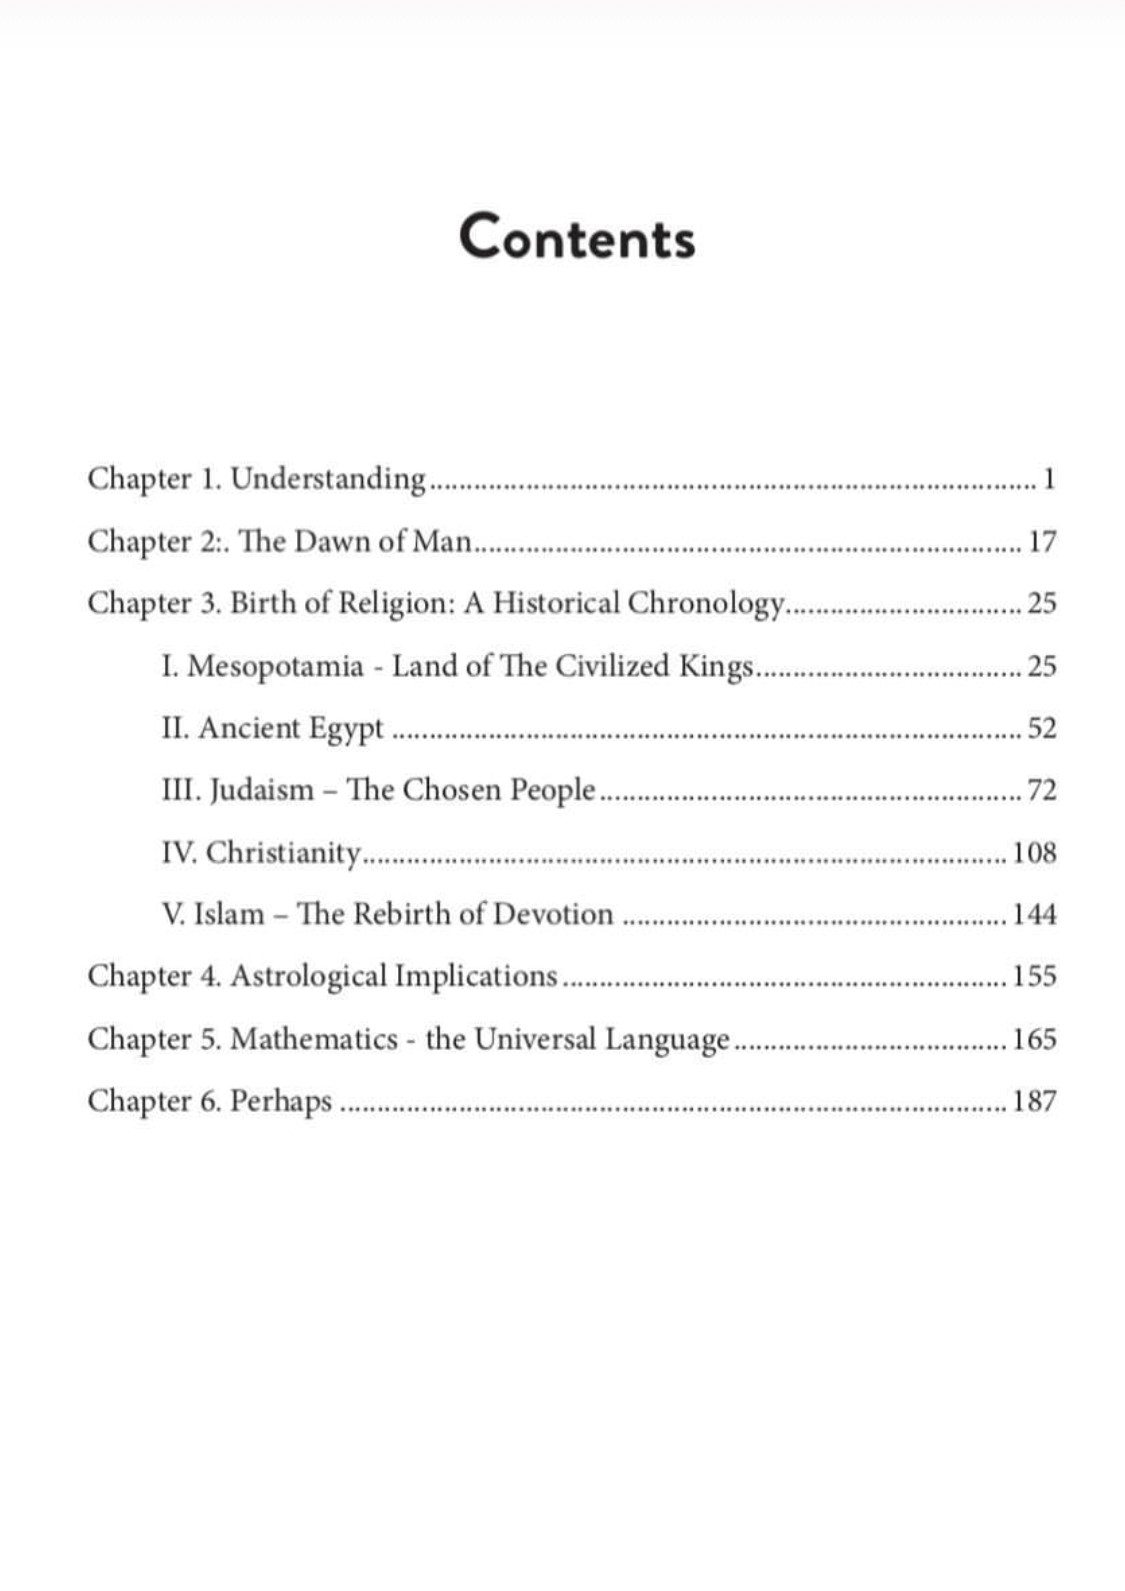 Contents
Chapter 1. Understanding.................................................................................. 1
Chapter 2:. The Dawn of Man.......................................................................... 17
Chapter 3. Birth of Religion: A Historical Chronology................................ 25
I. Mesopotamia - Land of The Civilized Kings.................................... 25
II. Ancient Egypt ..................................................................................... 52
III. Judaism – The Chosen People......................................................... 72
IV. Christianity....................................................................................... 108
V. Islam – The Rebirth of Devotion .................................................... 144
Chapter 4. Astrological Implications............................................................ 155
Chapter 5. Mathematics - the Universal Language..................................... 165
Chapter 6. Perhaps .......................................................................................... 187